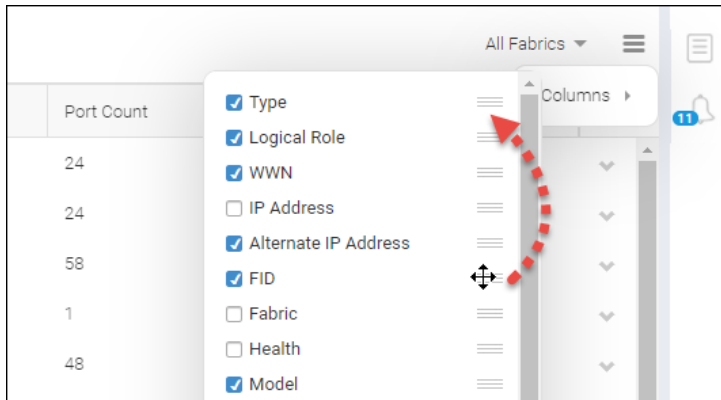 All Fabrics
Columns
11
Port Count
24
24
58
1
48
Type
Logical Role
WWN
IP Address
Alternate IP Address
FID
Fabric
Health
Model